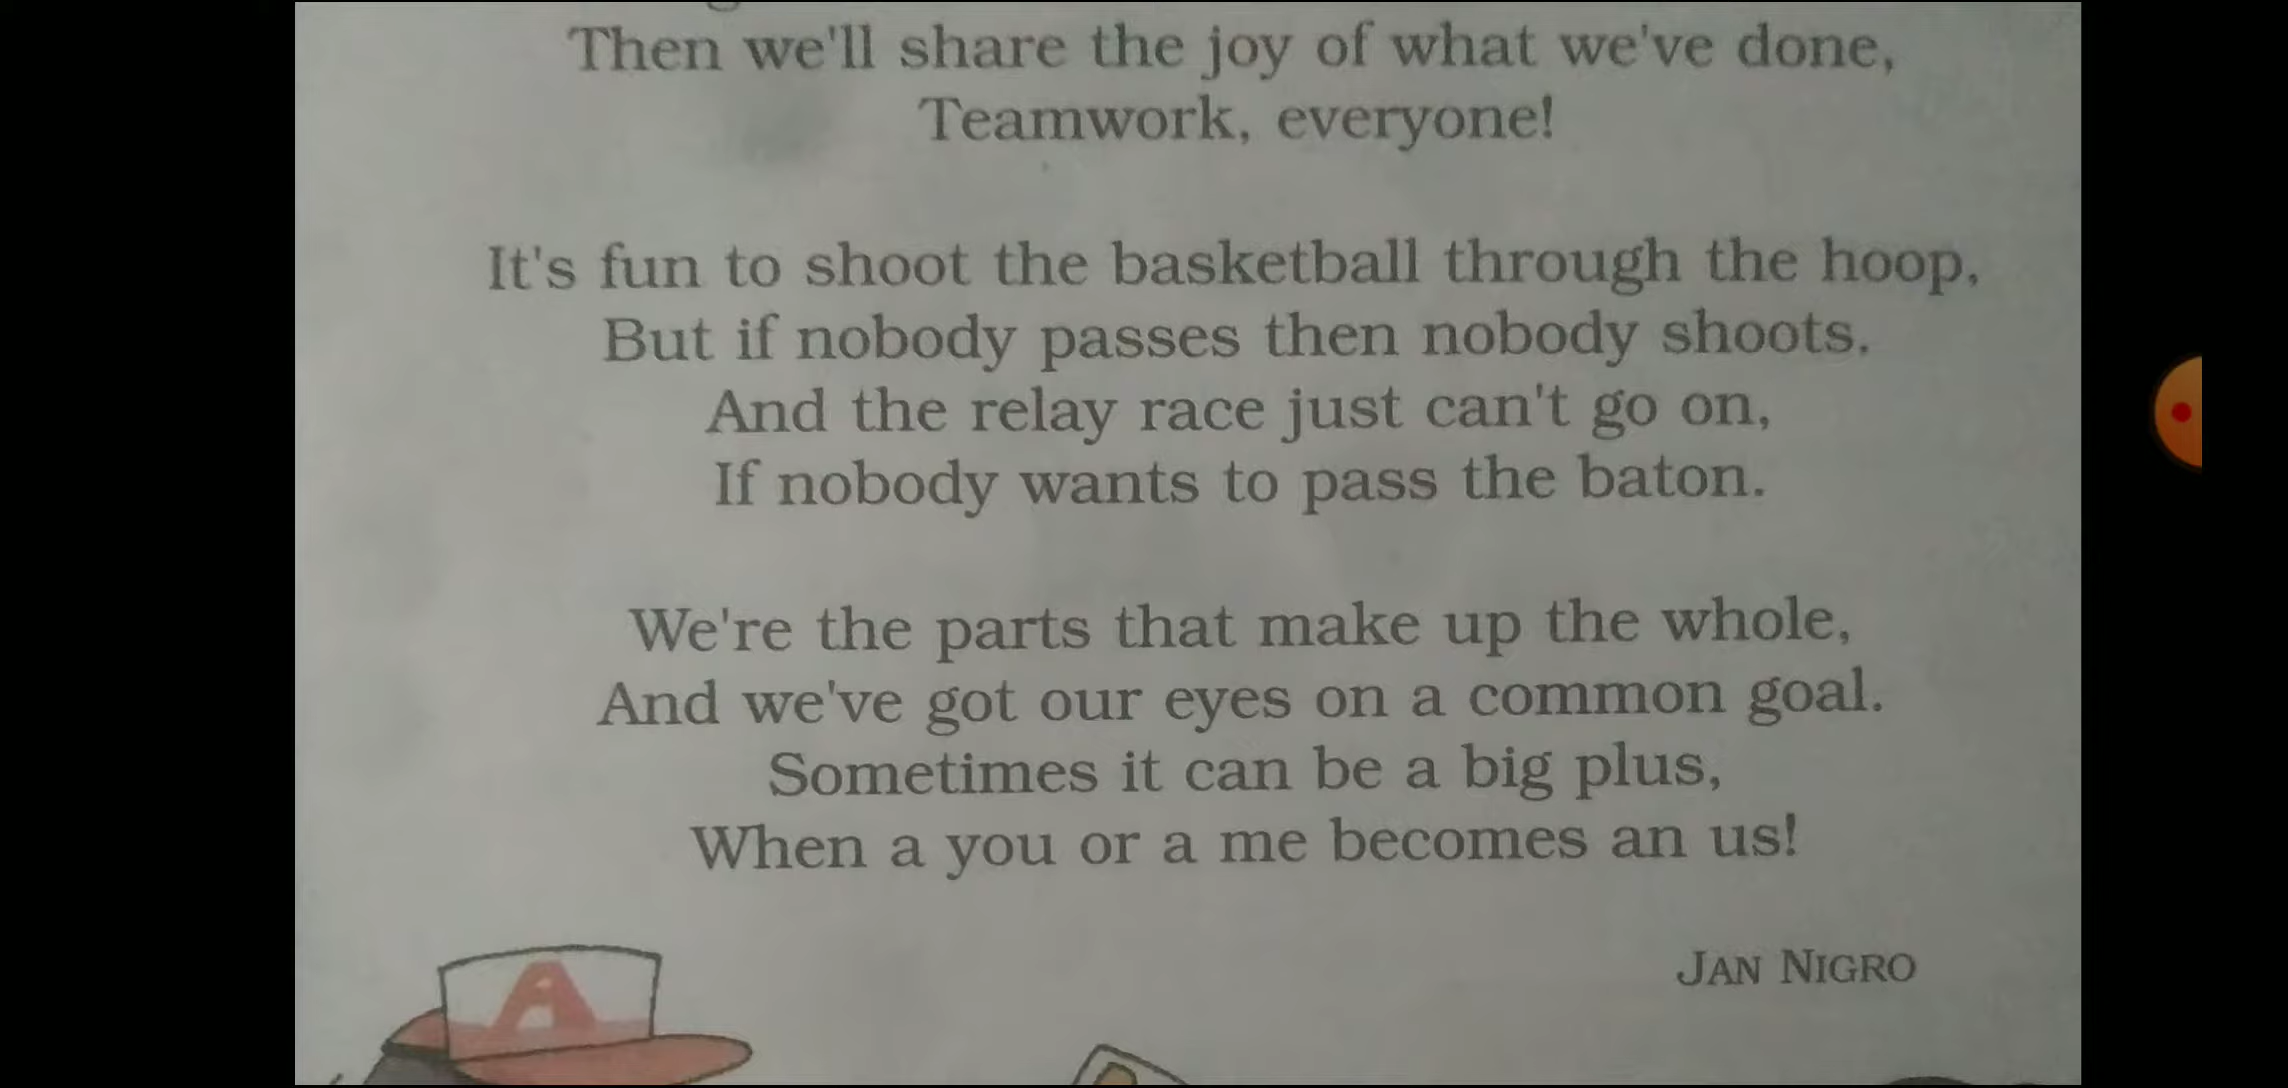 Then we'll share the joy of what we've done,
Teamwork, everyone!
It's fun to shoot the basketball through the hoop,
But if nobody passes then nobody shoots.
And the relay race just can't go on,
If nobody wants to pass the baton.
We're the parts that make up the whole,
And we've got our eyes on a common goal.
Sometimes it can be a big plus,
When a you or a me becomes an us!
JAN NIGRO
A